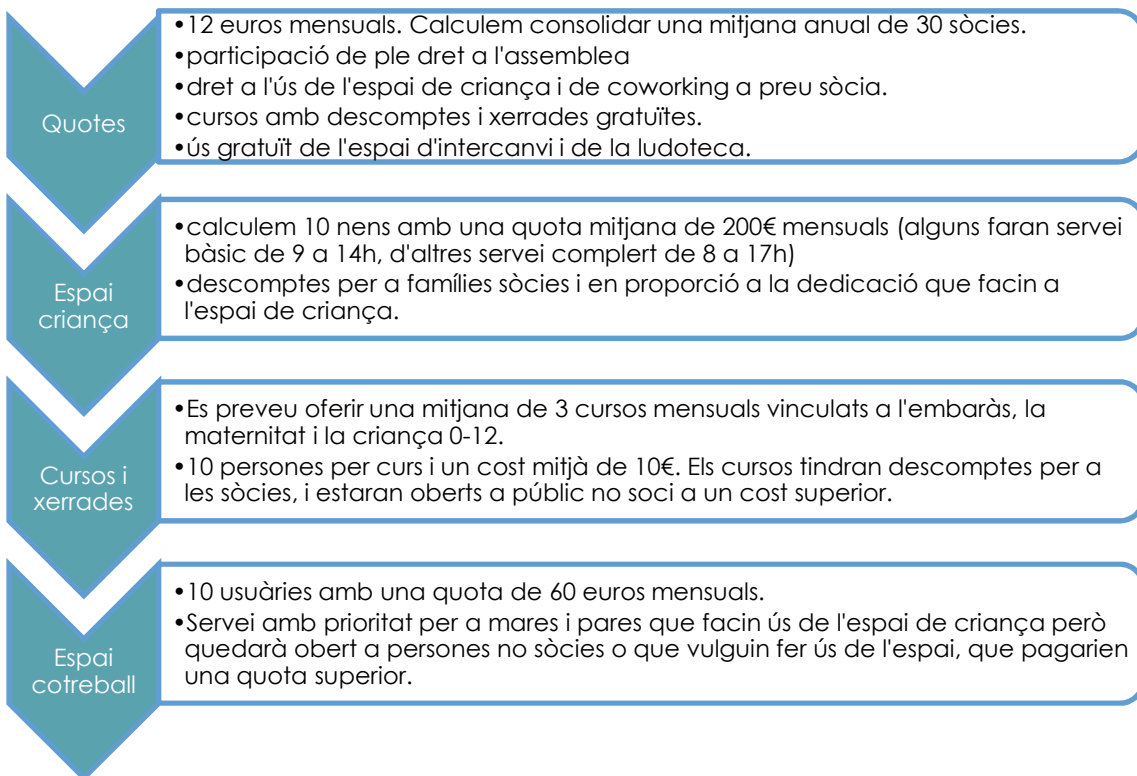 Quotes
•12 euros mensuals. Calculem consolidar una mitjana anual de 30 sòcies.
•participació de ple dret a l'assemblea
•dret a l'ús de l'espai de criança i de coworking a preu sòcia.
•cursos amb descomptes i xerrades gratuïtes.
•ús gratuït de l'espai d'intercanvi i de la ludoteca.
Espai
criança
•calculem 10 nens amb una quota mitjana de 200€ mensuals (alguns faran servei
bàsic de 9 a 14h, d'altres servei complert de 8 a 17h)
•descomptes per a famílies sòcies i en proporció a la dedicació que facin a
l'espai de criança.
Cursos i
xerrades
•Es preveu oferir una mitjana de 3 cursos mensuals vinculats a l'embaràs, la
maternitat i la criança 0-12.
•10 persones per curs i un cost mitjà de 10€. Els cursos tindran descomptes per a
les sòcies, i estaran oberts a públic no soci a un cost superior.
Espai
cotreball
•10 usuàries amb una quota de 60 euros mensuals.
•Servei amb prioritat per a mares i pares que facin ús de l'espai de criança però
quedarà obert a persones no sòcies o que vulguin fer ús de l'espai, que pagarien
una quota superior.